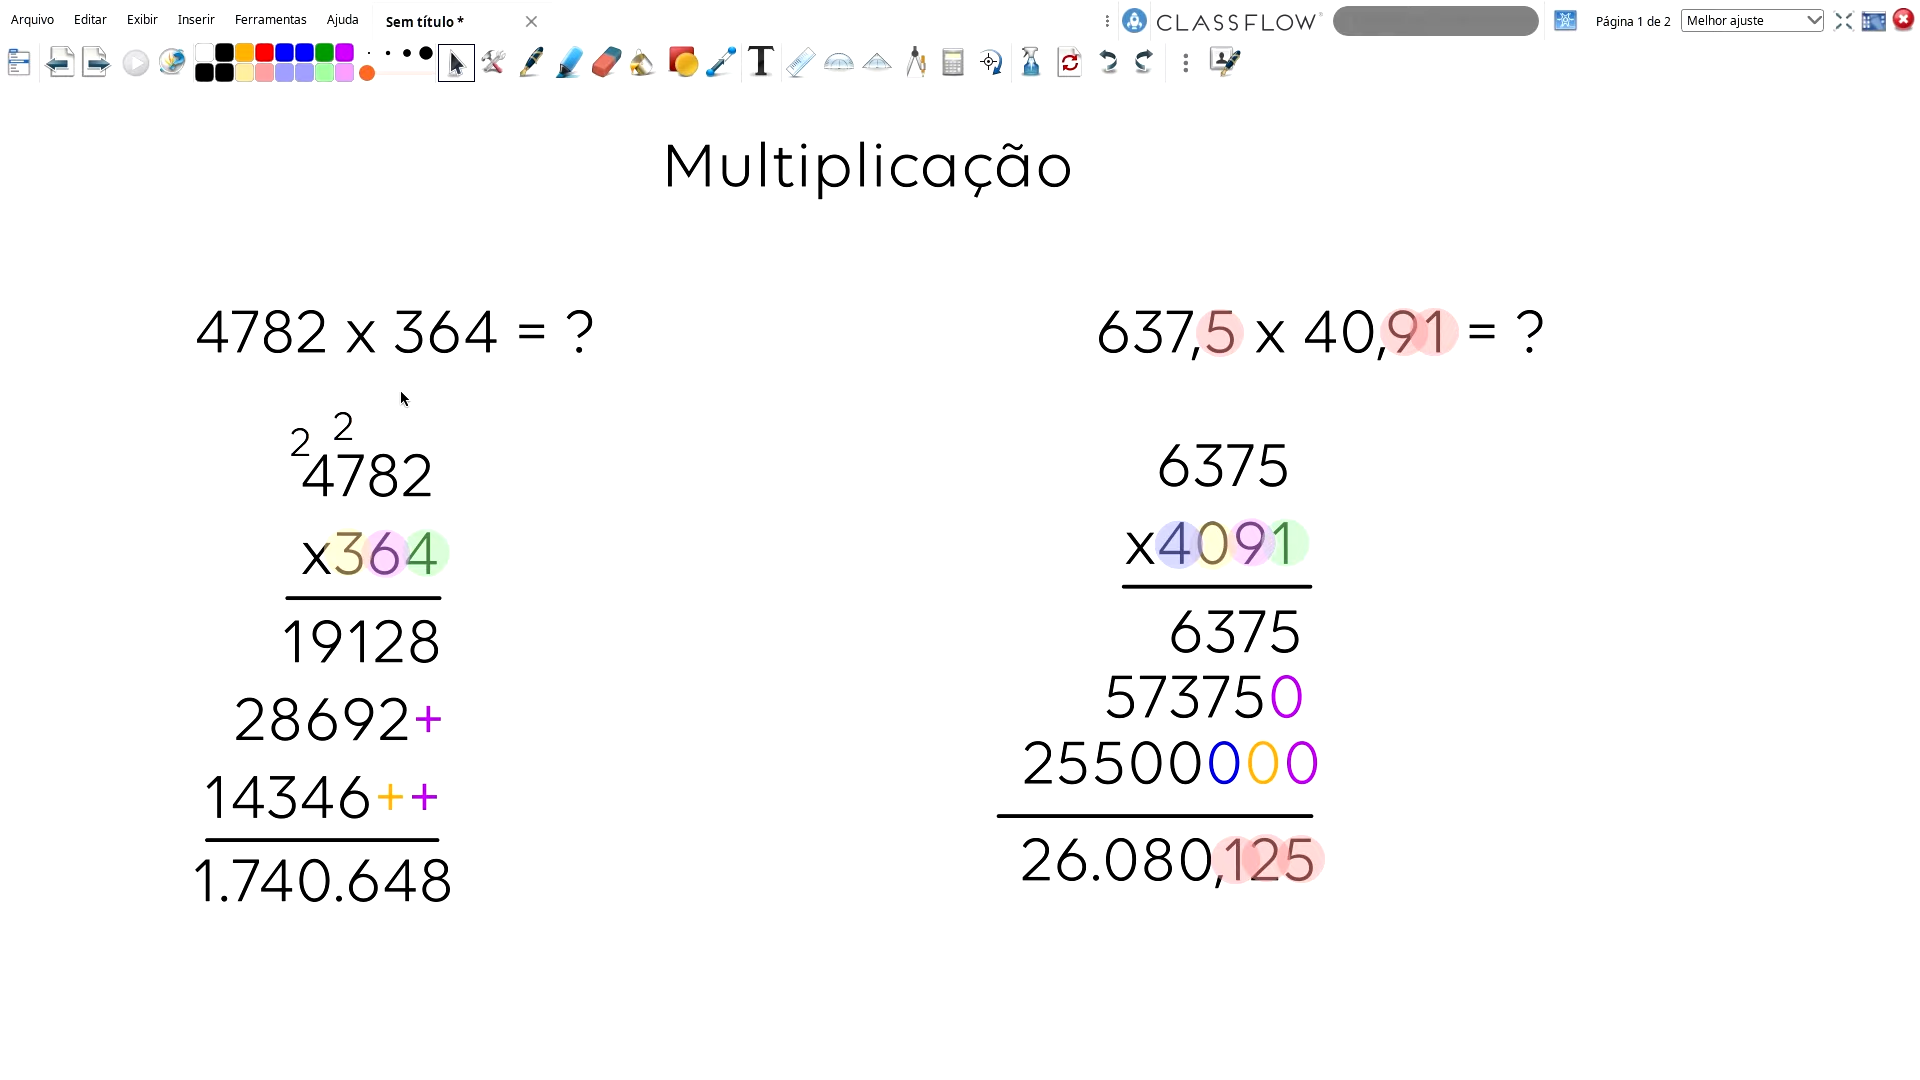 Arquivo Editar Exibir Inserir Ferramentas Ajuda Sem título * CLASSFLOW Página 1 de 2 Melhor ajuste
T
Multiplicação
4782 x 364 = ?
2 2
4782
x364
19128
28692+
14346++
1.740.648
637,5 x 40,91 = ?
6375
x4091
6375
573750
25500000
26.080,125